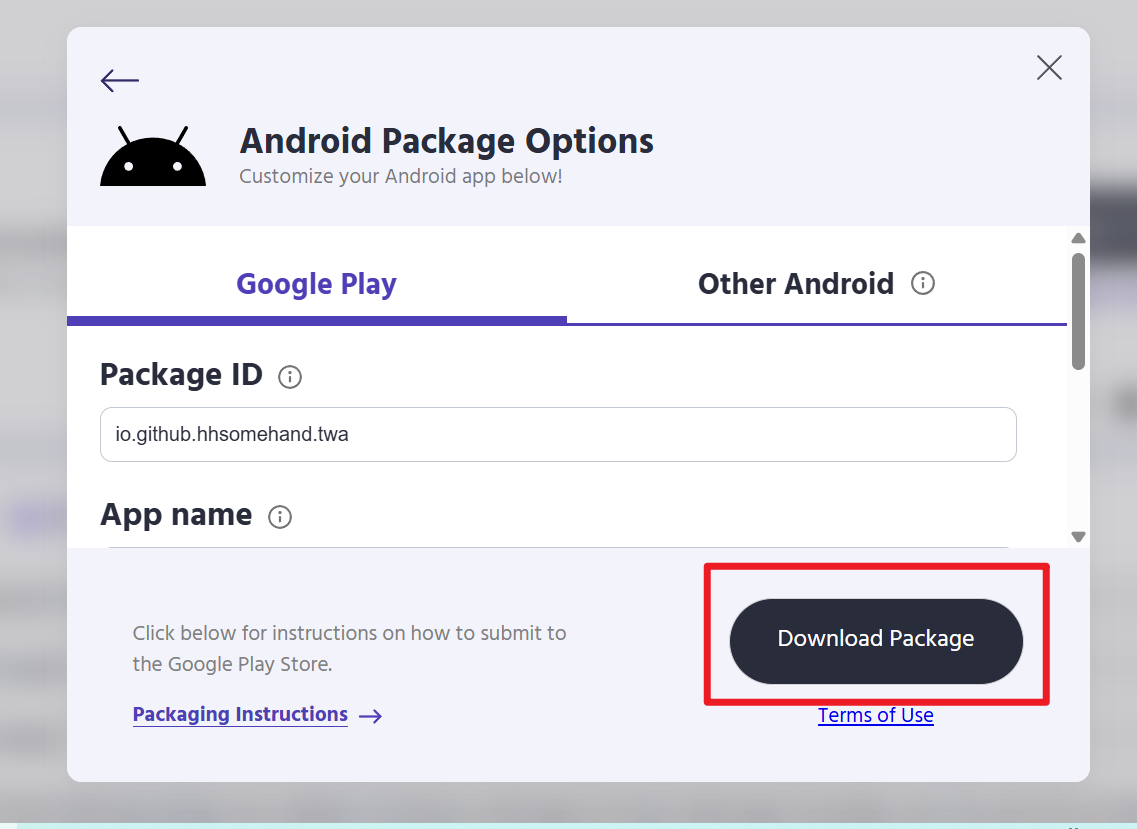 Android Package Options
Customize your Android app below!
Google Play
Other Android
Package ID
io.github.hhsomehand.twa
App name
Click below for instructions on how to submit to
the Google Play Store.
Packaging Instructions
Download Package
Terms of Use